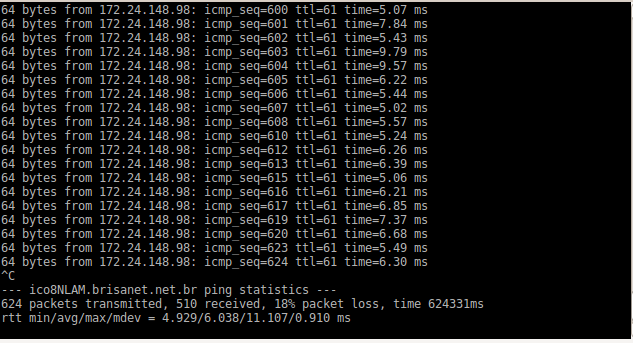 64 bytes from 172.24.148.98: icmp_seq=600 ttl=61 time=5.07 ms
64 bytes from 172.24.148.98: icmp_seq=601 ttl=61 time=7.84 ms
64 bytes from 172.24.148.98: icmp_seq=602 ttl=61 time=5.43 ms
64 bytes from 172.24.148.98: icmp_seq=603 ttl=61 time=9.79 ms
64 bytes from 172.24.148.98: icmp_seq=604 ttl=61 time=9.57 ms
64 bytes from 172.24.148.98: icmp_seq=605 ttl=61 time=6.22 ms
64 bytes from 172.24.148.98: icmp_seq=606 ttl=61 time=5.44 ms
64 bytes from 172.24.148.98: icmp_seq=607 ttl=61 time=5.02 ms
64 bytes from 172.24.148.98: icmp_seq=608 ttl=61 time=5.57 ms
64 bytes from 172.24.148.98: icmp_seq=610 ttl=61 time=5.24 ms
64 bytes from 172.24.148.98: icmp_seq=612 ttl=61 time=6.26 ms
64 bytes from 172.24.148.98: icmp_seq=613 ttl=61 time=6.39 ms
64 bytes from 172.24.148.98: icmp_seq=615 ttl=61 time=5.06 ms
64 bytes from 172.24.148.98: icmp_seq=616 ttl=61 time=6.21 ms
64 bytes from 172.24.148.98: icmp_seq=617 ttl=61 time=6.85 ms
64 bytes from 172.24.148.98: icmp_seq=619 ttl=61 time=7.37 ms
64 bytes from 172.24.148.98: icmp_seq=620 ttl=61 time=6.68 ms
64 bytes from 172.24.148.98: icmp_seq=623 ttl=61 time=5.49 ms
64 bytes from 172.24.148.98: icmp_seq=624 ttl=61 time=6.30 ms
^C
--- ico8NLAM.brisanet.net.br ping statistics ---
624 packets transmitted, 510 received, 18% packet loss, time 624331ms
rtt min/avg/max/mdev = 4.929/6.038/11.107/0.910 ms